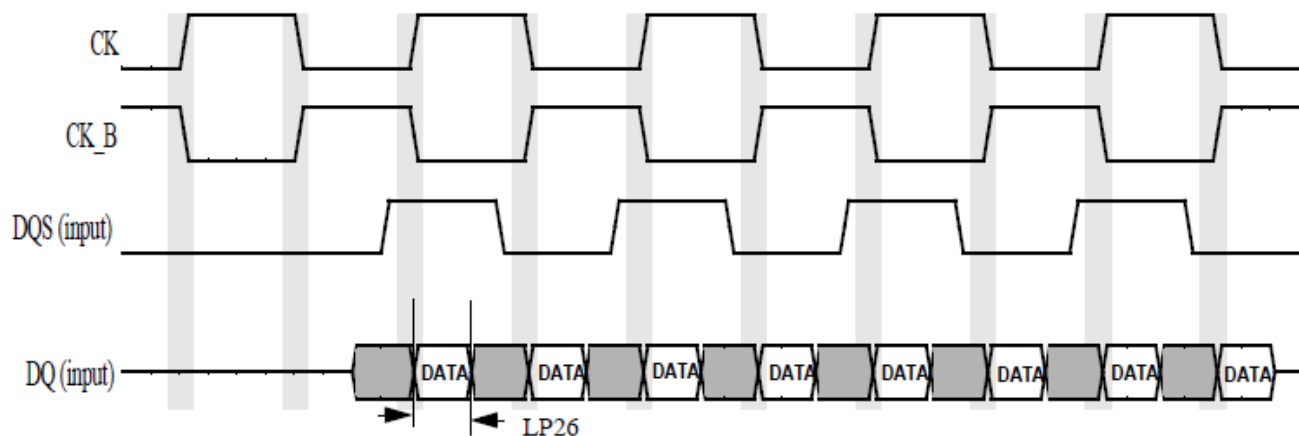 CK
CK_B
DQS (input)
DQ (input)
DATA DATA DATA DATA DATA DATA DATA DATA
LP26